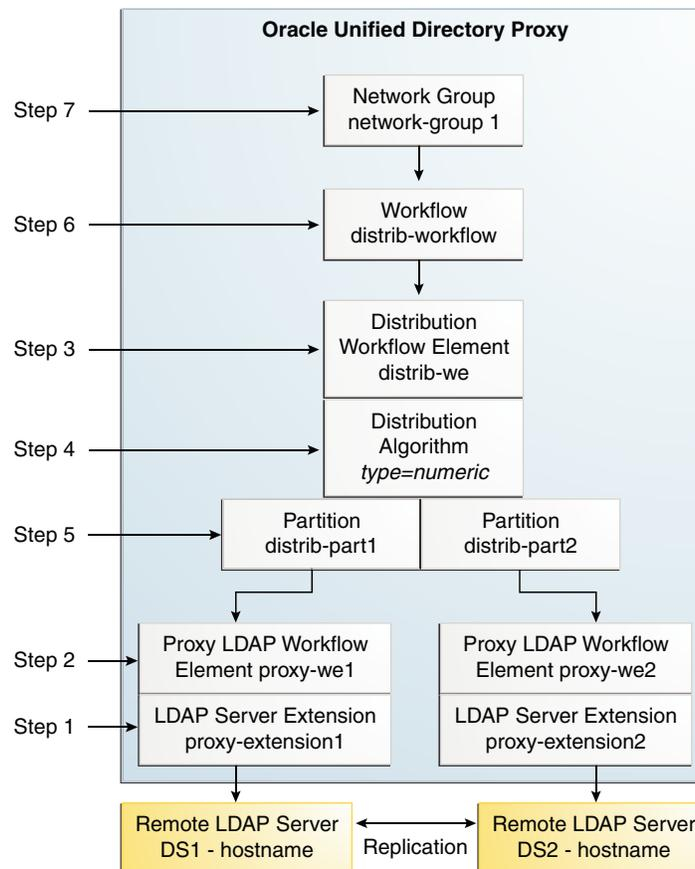 Oracle Unified Directory Proxy
Step 7
Network Group
network-group 1
Step 6
Workflow
distrib-workflow
Step 3
Distribution
Workflow Element
distrib-we
Step 4
Distribution
Algorithm
type=numeric
Step 5
Partition
distrib-part1
Partition
distrib-part2
Step 2
Proxy LDAP Workflow
Element proxy-we1
Proxy LDAP Workflow
Element proxy-we2
Step 1
LDAP Server Extension
proxy-extension1
LDAP Server Extension
proxy-extension2
Remote LDAP Server
DS1 - hostname
Replication
Remote LDAP Server
DS2 - hostname